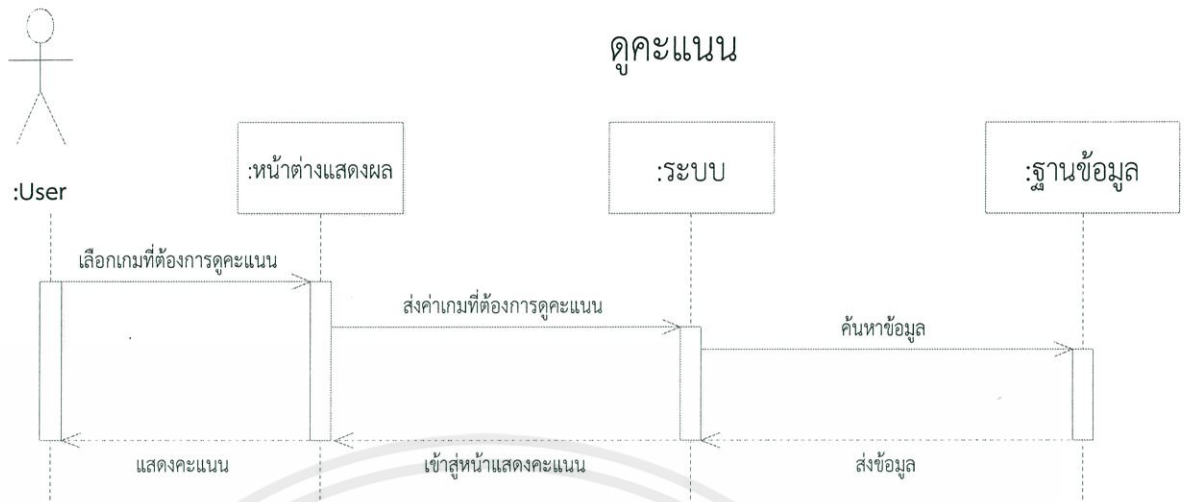 ดูคะแนน
:User
:หน้าต่างแสดงผล
:ระบบ
:ฐานข้อมูล
เลือกเกมที่ต้องการดูคะแนน
ส่งค่าเกมที่ต้องการดูคะแนน
ค้นหาข้อมูล
แสดงคะแนน
เข้าสู่หน้าแสดงคะแนน
ส่งข้อมูล